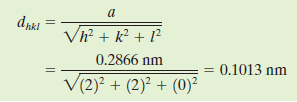 d_hkl = a / √(h² + k² + l²)
= 0.2866 nm / √((2)² + (2)² + (0)²) = 0.1013 nm